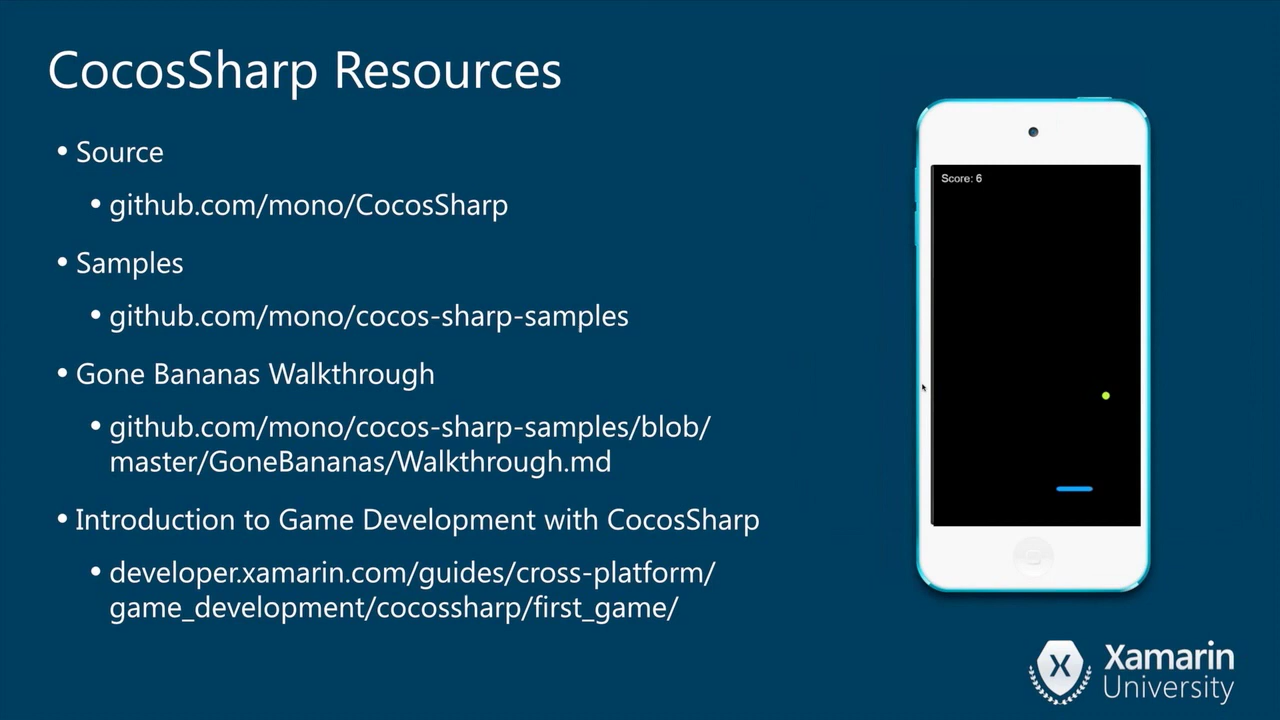 CocosSharp Resources
• Source
• github.com/mono/CocosSharp
• Samples
• github.com/mono/cocos-sharp-samples
• Gone Bananas Walkthrough
• github.com/mono/cocos-sharp-samples/blob/
master/GoneBananas/Walkthrough.md
• Introduction to Game Development with CocosSharp
• developer.xamarin.com/guides/cross-platform/
game_development/cocossharp/first_game/
Score: 6
X
Xamarin
University